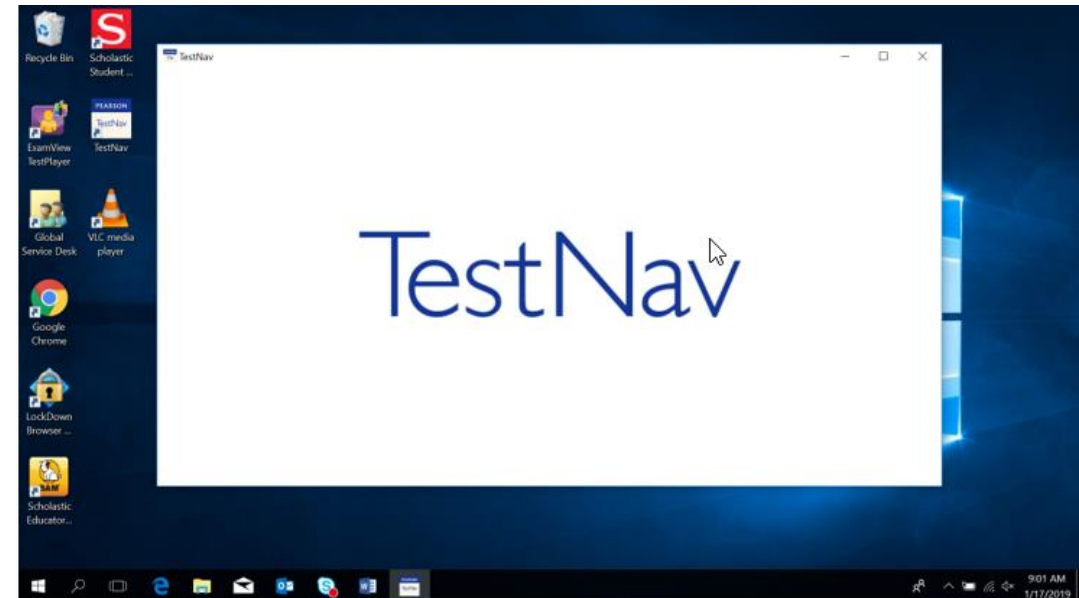 Recycle Bin
Scholastic
Student ...
TestNav
PEARSON
TestNav
ExamView
TestPlayer
TestNav
Global
Service Desk
VLC media
player
TestNav
Google
Chrome
LockDown
Browser ...
SAM
Scholastic
Educator...
9:01 AM
1/17/2019